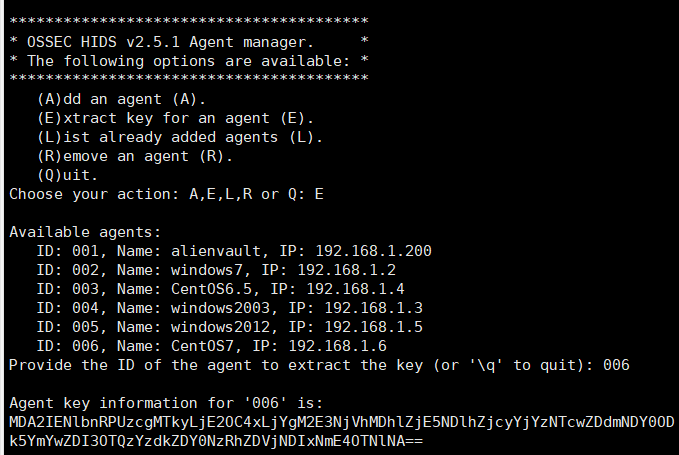 ****************************************
* OSSEC HIDS v2.5.1 Agent manager.     *
* The following options are available: *
****************************************
   (A)dd an agent (A).
   (E)xtract key for an agent (E).
   (L)ist already added agents (L).
   (R)emove an agent (R).
   (Q)uit.
Choose your action: A,E,L,R or Q: E
Available agents:
   ID: 001, Name: alienvault, IP: 192.168.1.200
   ID: 002, Name: windows7, IP: 192.168.1.2
   ID: 003, Name: CentOS6.5, IP: 192.168.1.4
   ID: 004, Name: windows2003, IP: 192.168.1.3
   ID: 005, Name: windows2012, IP: 192.168.1.5
   ID: 006, Name: CentOS7, IP: 192.168.1.6
Provide the ID of the agent to extract the key (or '\q' to quit): 006
Agent key information for '006' is:
MDA2IENlbnRPUzcgMTkyLjE2OC4xLjYgM2E3NjVhMDhlZjE5NDlhZjcyYjYzNTcwZDdmNDY0OD
k5YmYwZDI3OTQzYzdkZDY0NzRhZDVjNDIxNmE4OTNlNA==